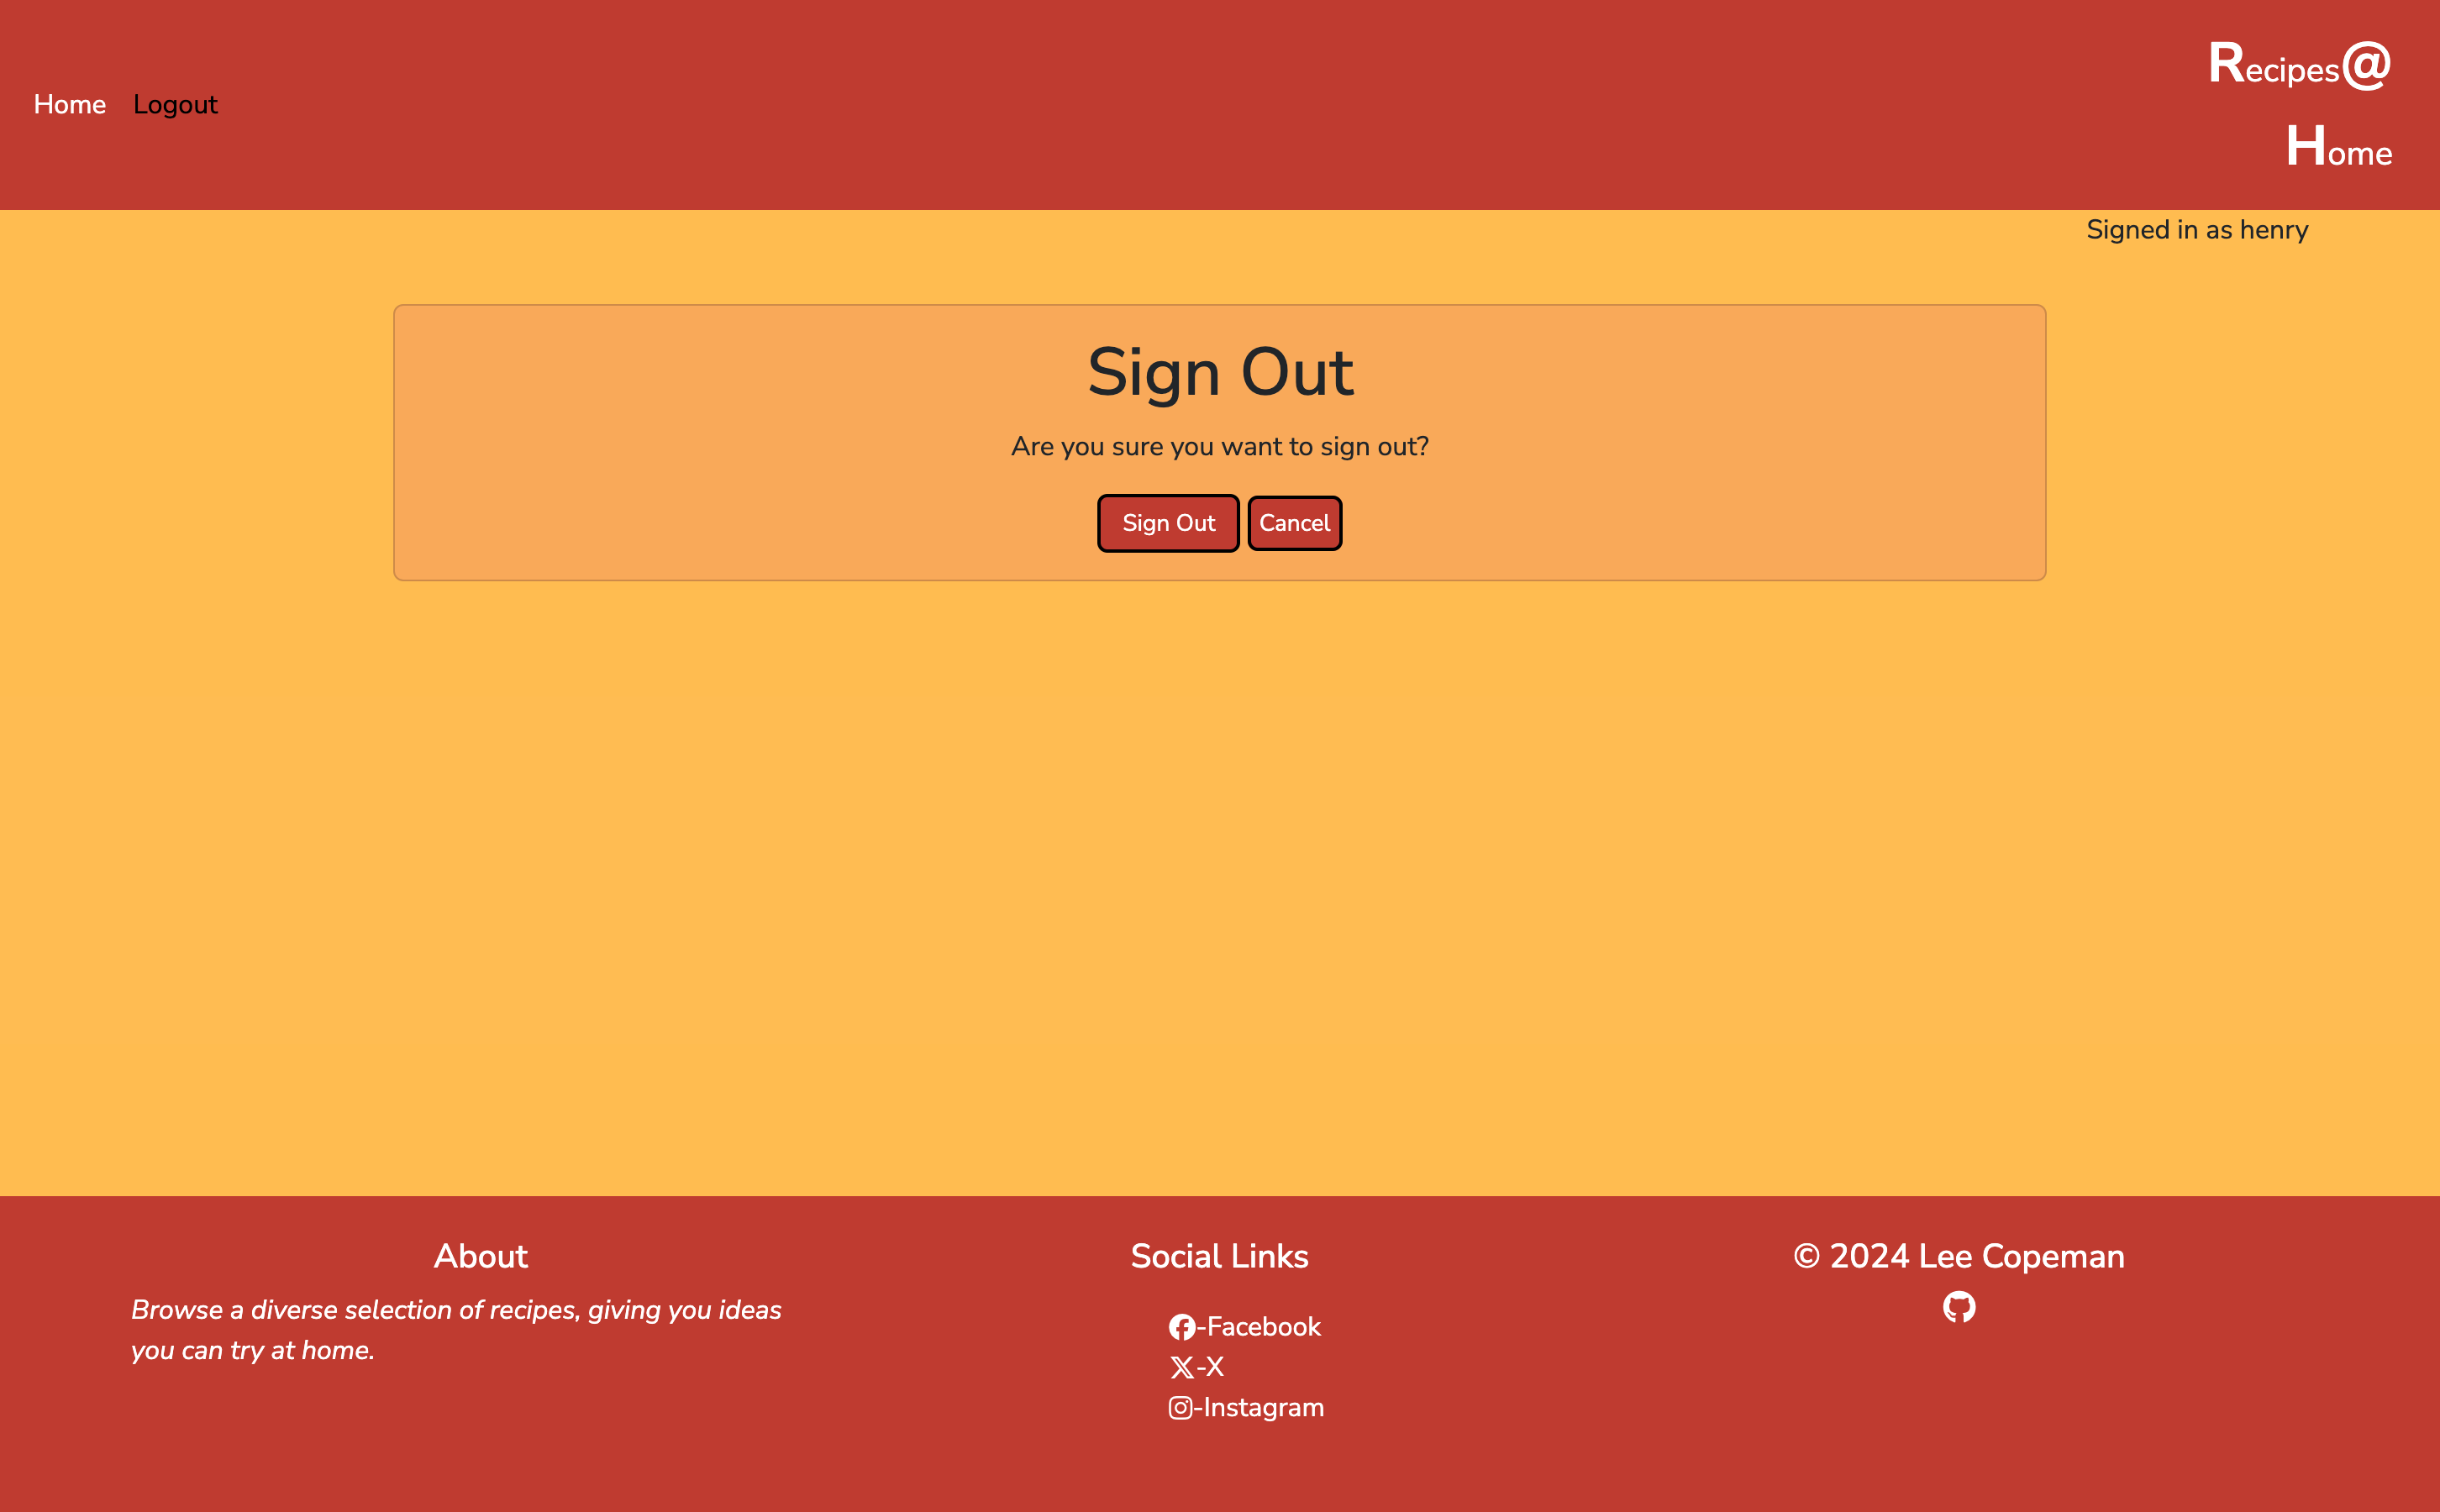 Home Logout
Recipes@
Home
Signed in as henry
Sign Out
Are you sure you want to sign out?
Sign Out Cancel
About
Browse a diverse selection of recipes, giving you ideas
you can try at home.
Social Links
-Facebook
-X
-Instagram
© 2024 Lee Copeman